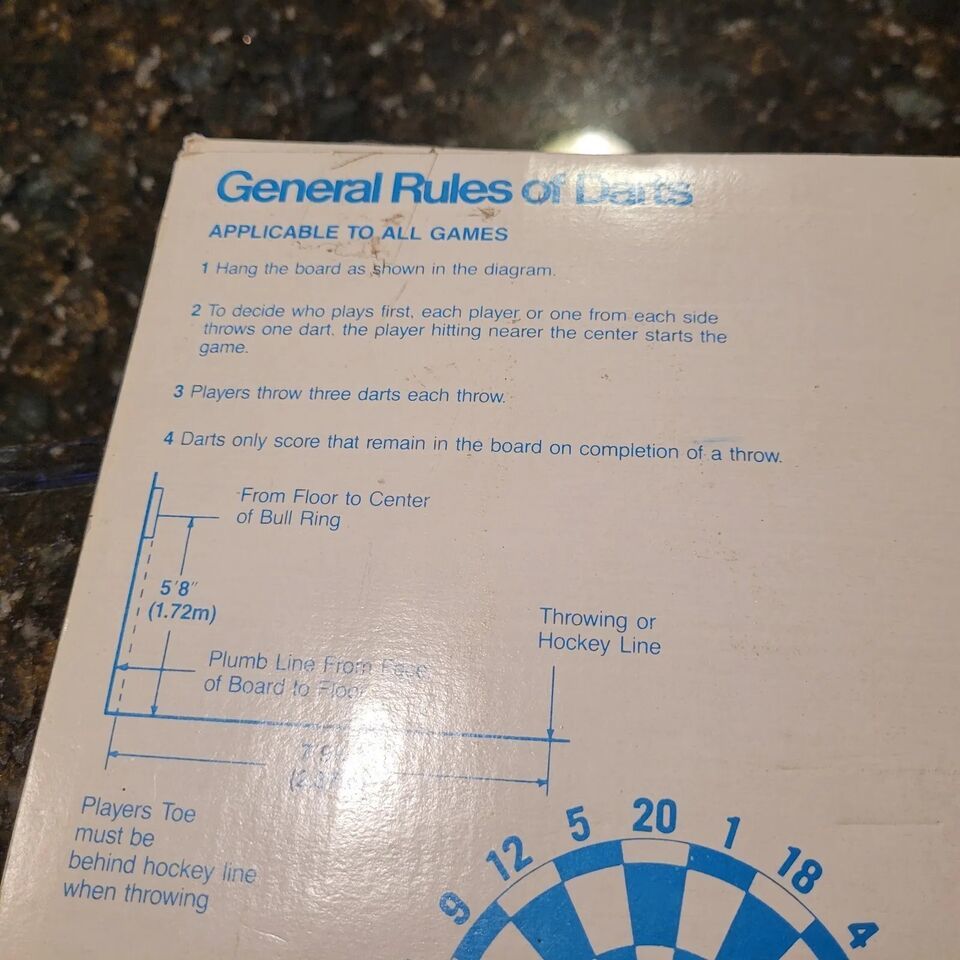 General Rules of Darts
APPLICABLE TO ALL GAMES
1 Hang the board as shown in the diagram.
2 To decide who plays first, each player or one from each side
throws one dart, the player hitting nearer the center starts the
game.
3 Players throw three darts each throw.
4 Darts only score that remain in the board on completion of a throw.
From Floor to Center
of Bull Ring
5'8"
(1.72m)
Throwing or
Hockey Line
Plumb Line From Face
of Board to Floor
Players Toe
must be
behind hockey line
when throwing
9 12 5 20 1 18 4